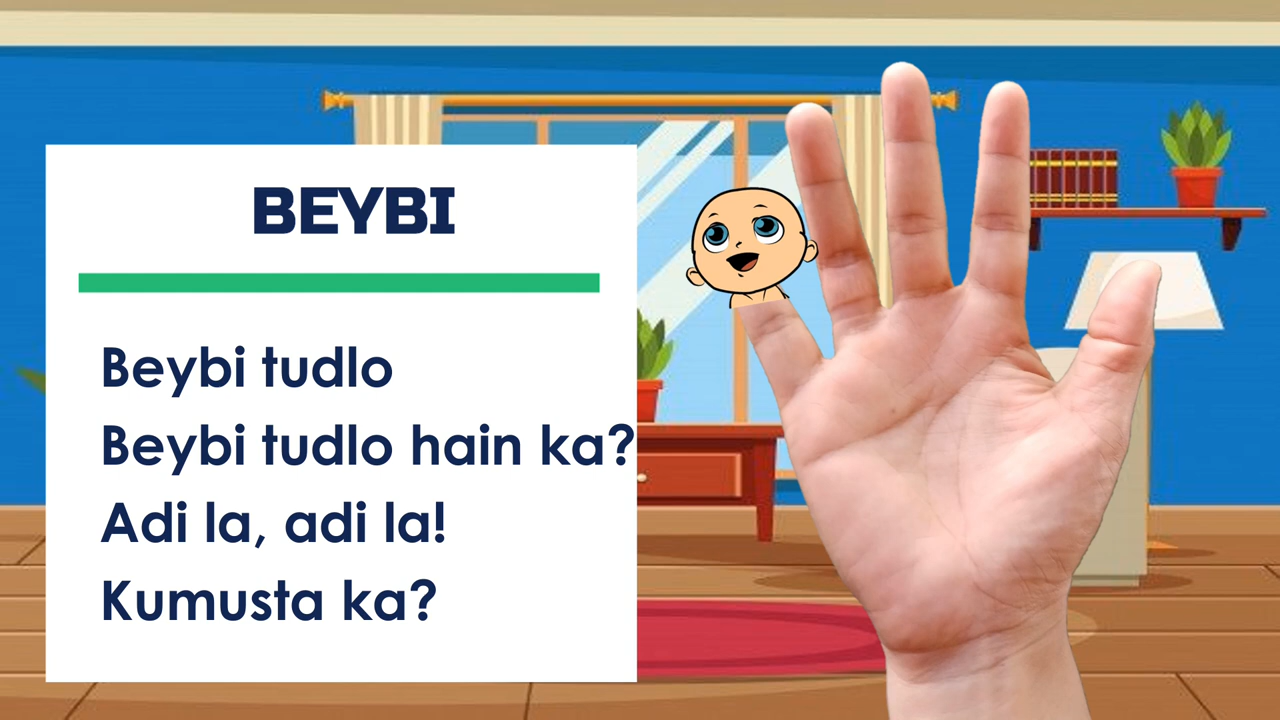 BEYBI
Beybi tudlo
Beybi tudlo hain ka?
Adi la, adi la!
Kumusta ka?